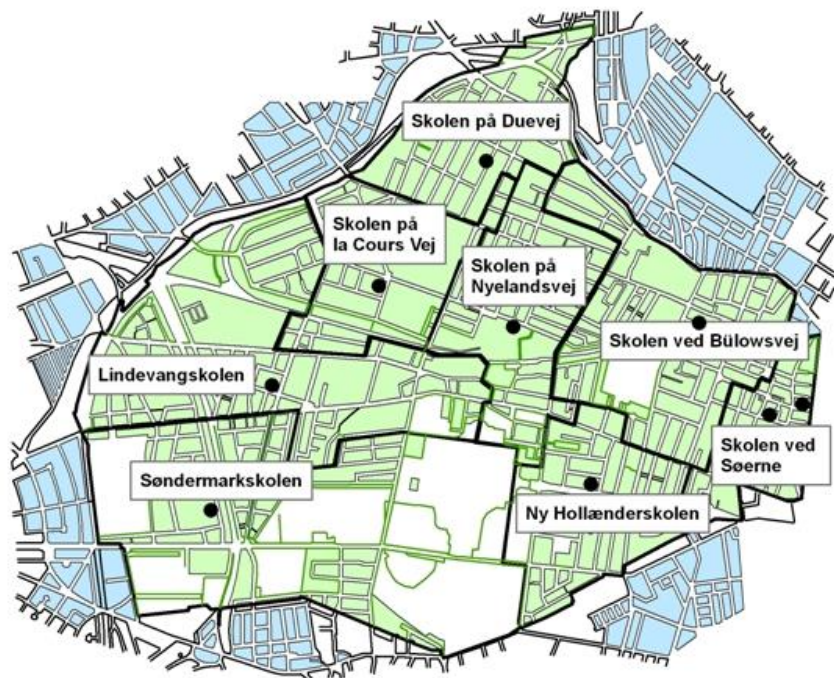 Skolen på Duevej
Skolen på
la Cours Vej
Skolen på
Nyelandsvej
Skolen ved Bülowsvej
Lindevangskolen
Skolen ved
Søerne
Søndermarkskolen
Ny Hollænderskolen